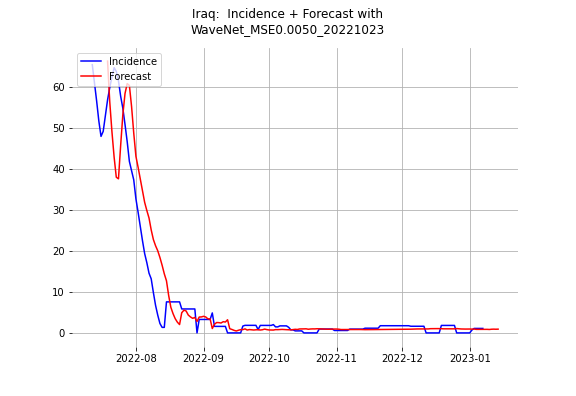 Iraq:  Incidence + Forecast with
WaveNet_MSE0.0050_20221023
Incidence
Forecast
60
50
40
30
20
10
0
2022-08 2022-09 2022-10 2022-11 2022-12 2023-01